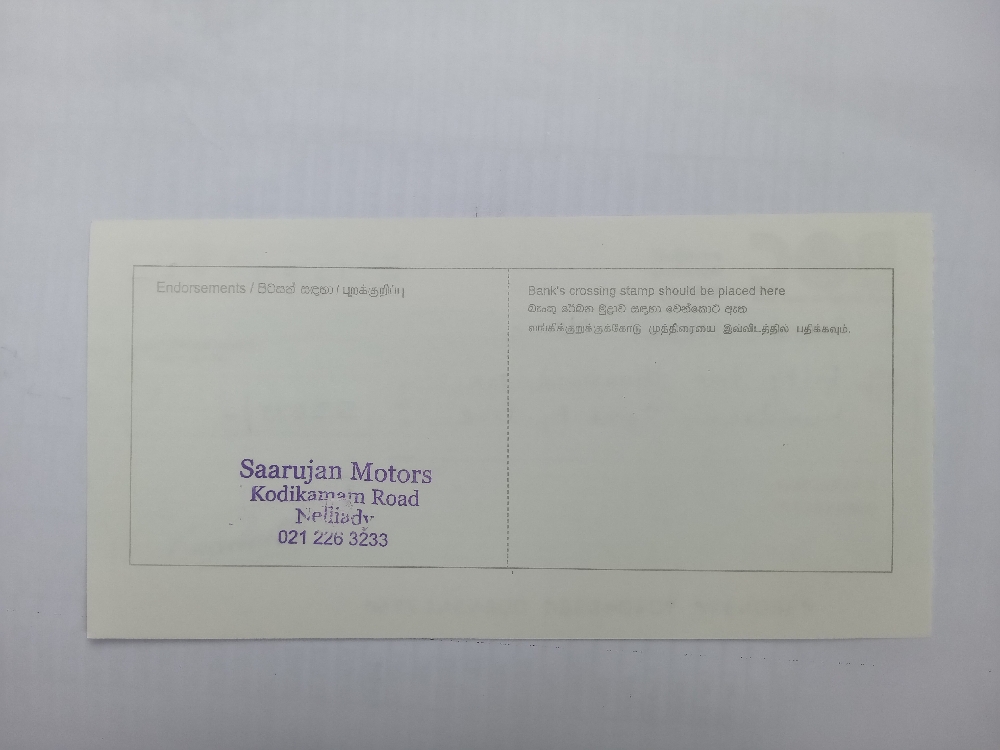 Endorsements / පිටසන් සඳහා / புறக்குறிப்பு
Bank's crossing stamp should be placed here
බැංකු රේඛන මුද්‍රාව සඳහා වෙන්කොට ඇත
வங்கிக்குறுக்குக்கோடு முத்திரையை இவ்விடத்தில் பதிக்கவும்.
Saarujan Motors
Kodikamam Road
Nelliady
021 226 3233